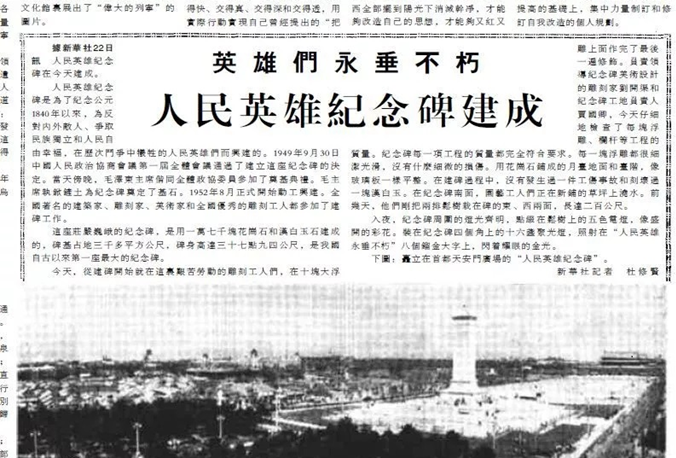 文化館裏展出了“偉大的列寧”的
圖片。
得快、交得真、交得深和交得透，用
實際行動實現自己曾經提出的“把
西全部擺到陽光下消滅幹凈，才能
夠改造自己的思想，才能夠又紅又
提高的基礎上，集中力量制訂和修
訂自我改造的個人規劃。
英雄們永垂不朽
人民英雄紀念碑建成
據新華社22日
訊　人民英雄紀念
碑在今天建成。
人民英雄紀念
碑是為了紀念公元
1840年以來，為反
對內外敵人、爭取
民族獨立和人民自
由幸福，在歷次鬥爭中犧牲的人民英雄們而興建的。1949年9月30日
中國人民政治協商會議第一屆全體會議通過了建立這座紀念碑的決
定。當天傍晚，毛澤東主席偕同全體政協委員參加了奠基典禮。毛主
席執鍬鏟土為紀念碑奠定了基石。1952年8月正式開始動工興建。全
國著名的建築家、雕刻家、美術家和全國優秀的雕刻工人都參加了建
碑工作。
這座莊嚴巍峨的紀念碑，是用一萬七千塊花崗石和漢白玉石建成
的，碑基占地三千多平方公尺，碑身高達三十七點九四公尺，是我國
自古以來第一座最大的紀念碑。
今天，從建碑開始就在這裏艱苦勞動的雕刻工人們，在十塊大浮
雕上面作完了最後
一遍修飾。負責領
導紀念碑美術設計
的雕刻家劉開渠和
紀念碑工地負責人
賈國卿，今天仔細
地檢查了每塊浮
雕、欄杆等工程的
質量。紀念碑每一項工程的質量都完全符合要求。每一塊浮雕都很細
潔光滑，沒有什麼細微的損傷。用花崗石鋪成的月臺地面和臺階，像
玻璃板一樣平整。在建碑過程中，沒有發生過一件工傷事故和刻壞過
一塊漢白玉。在紀念碑南面，園藝工人們正在新鋪的草坪上澆水。前
幾天，他們剛把兩排髭樹栽在碑的東、西兩面，長達二百公尺。
入夜，紀念碑周圍的燈光齊明，點綴在髭樹上的五色電燈，像盛
開的彩花。裝在紀念碑四個角上的十六盞聚光燈，照射在“人民英雄
永垂不朽”八個鎦金大字上，閃着耀眼的金光。
下圖：矗立在首都天安門廣場的“人民英雄紀念碑”。
新華社記者　杜修賢